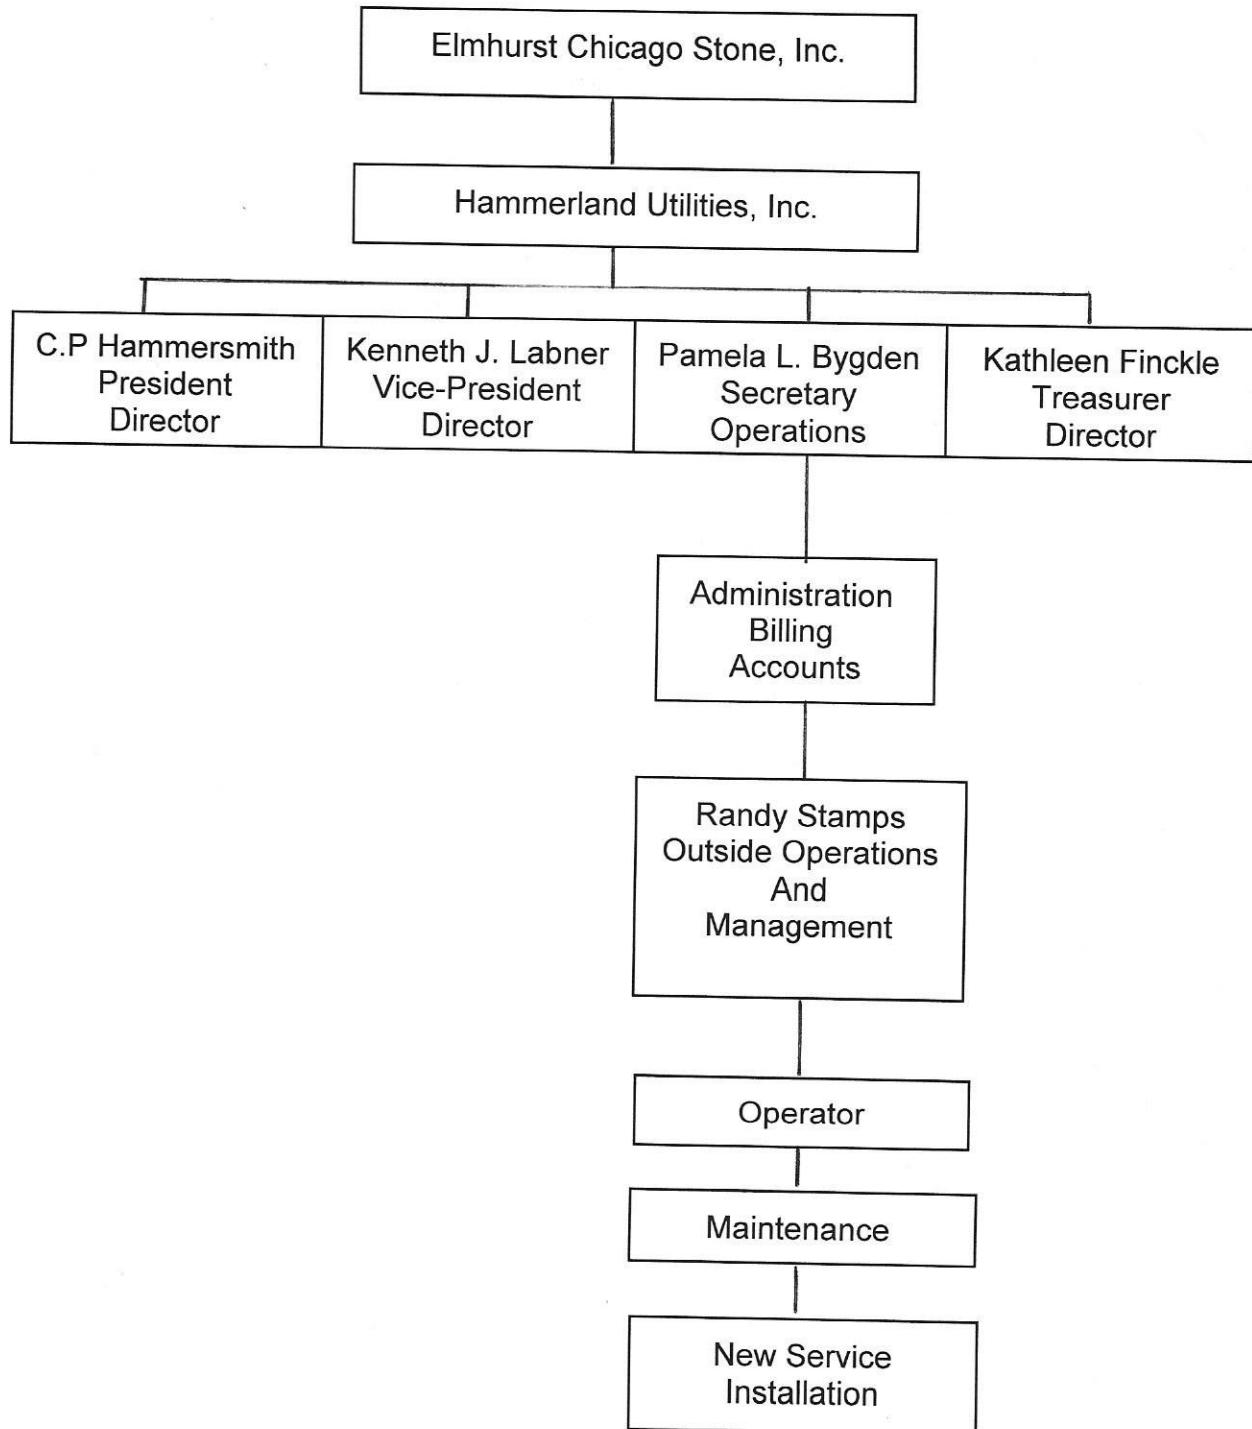 Elmhurst Chicago Stone, Inc.
Hammerland Utilities, Inc.
C.P Hammersmith
President
Director
Kenneth J. Labner
Vice-President
Director
Pamela L. Bygden
Secretary
Operations
Kathleen Finckle
Treasurer
Director
Administration
Billing
Accounts
Randy Stamps
Outside Operations
And
Management
Operator
Maintenance
New Service
Installation